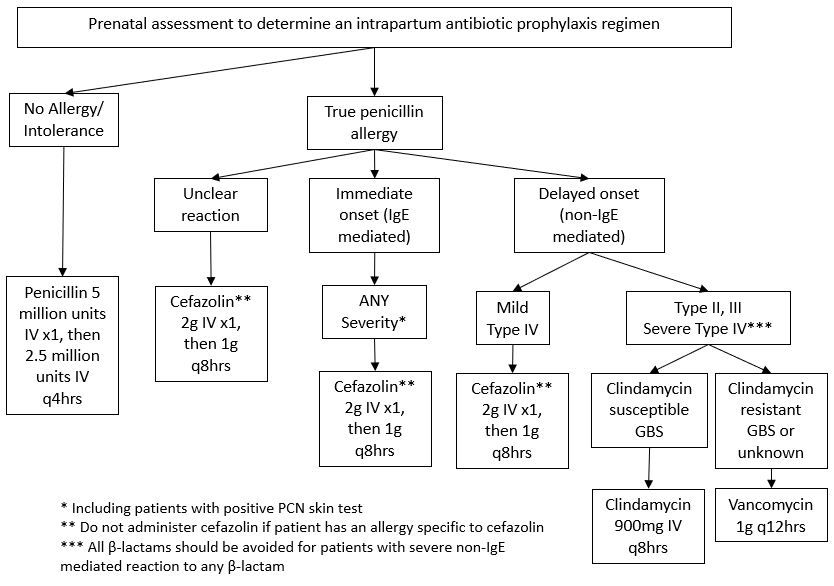 Prenatal assessment to determine an intrapartum antibiotic prophylaxis regimen
No Allergy/
Intolerance
True penicillin
allergy
Unclear
reaction
Immediate
onset (IgE
mediated)
Delayed onset
(non-IgE
mediated)
Penicillin 5
million units
IV x1, then
2.5 million
units IV
q4hrs
Cefazolin**
2g IV x1,
then 1g
q8hrs
ANY
Severity*
Mild
Type IV
Type II, III
Severe Type IV***
Cefazolin**
2g IV x1,
then 1g
q8hrs
Cefazolin**
2g IV x1,
then 1g
q8hrs
Clindamycin
susceptible
GBS
Clindamycin
resistant
GBS or
unknown
Clindamycin
900mg IV
q8hrs
Vancomycin
1g q12hrs
* Including patients with positive PCN skin test
** Do not administer cefazolin if patient has an allergy specific to cefazolin
*** All β-lactams should be avoided for patients with severe non-IgE
mediated reaction to any β-lactam